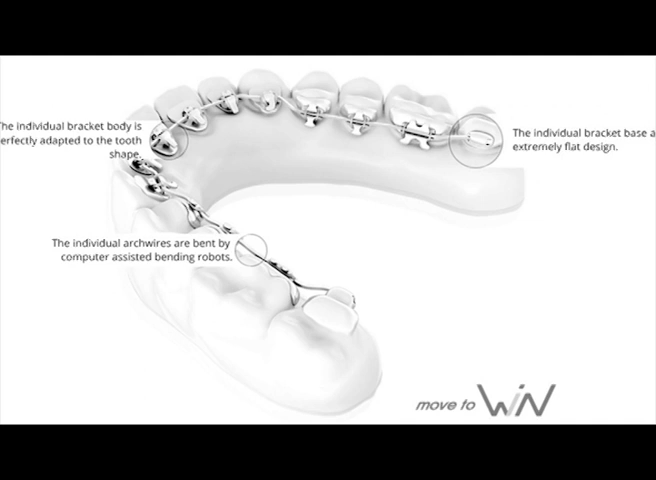 he individual bracket body is
erfectly adapted to the tooth
shape.
The individual bracket base a
extremely flat design.
The individual archwires are bent by
computer assisted bending robots.
move to WIN